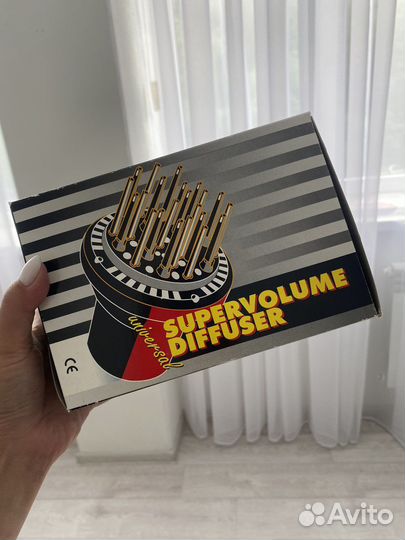 SUPERVOLUME
DIFFUSER
universal
CE
Avito